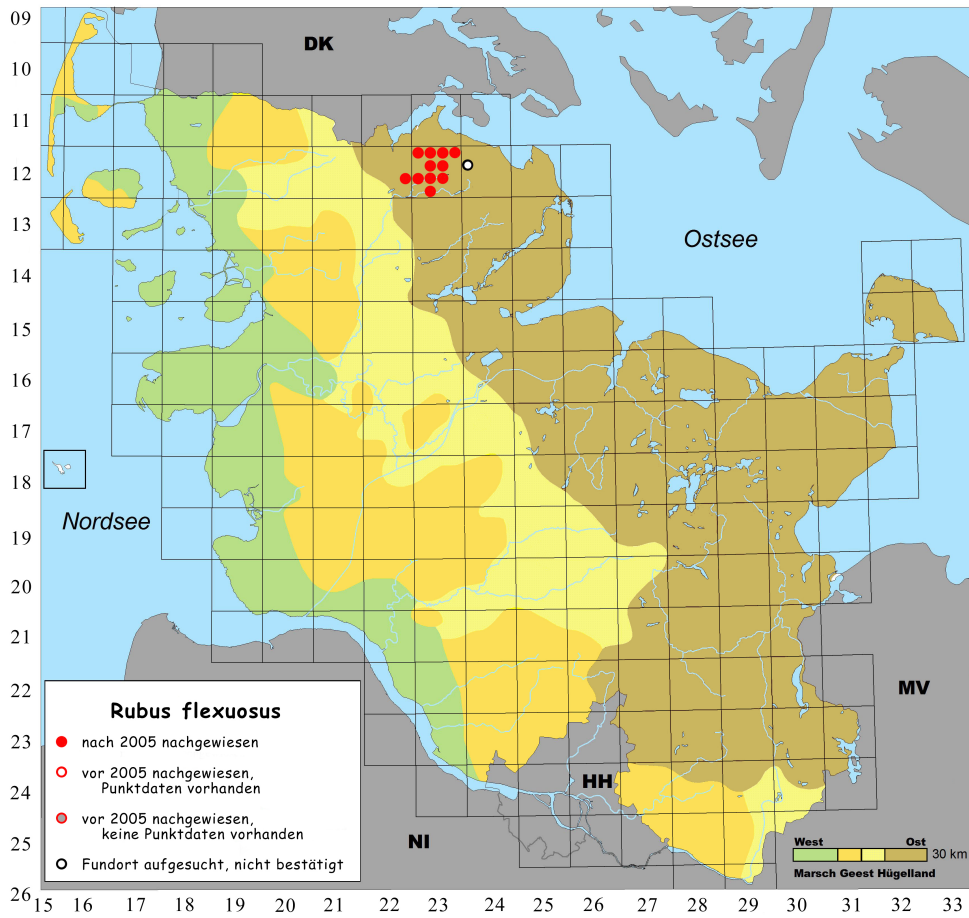 09
DK
10
11
12
13
Ostsee
14
15
16
17
18
Nordsee
19
20
21
22
MV
Rubus flexuosus
nach 2005 nachgewiesen
vor 2005 nachgewiesen,
Punktdaten vorhanden
vor 2005 nachgewiesen,
keine Punktdaten vorhanden
Fundort aufgesucht, nicht bestätigt
23
HH
24
NI
25
West Ost
30 km
Marsch Geest Hügelland
26
15 16 17 18 19 20 21 22 23 24 25 26 27 28 29 30 31 32 33